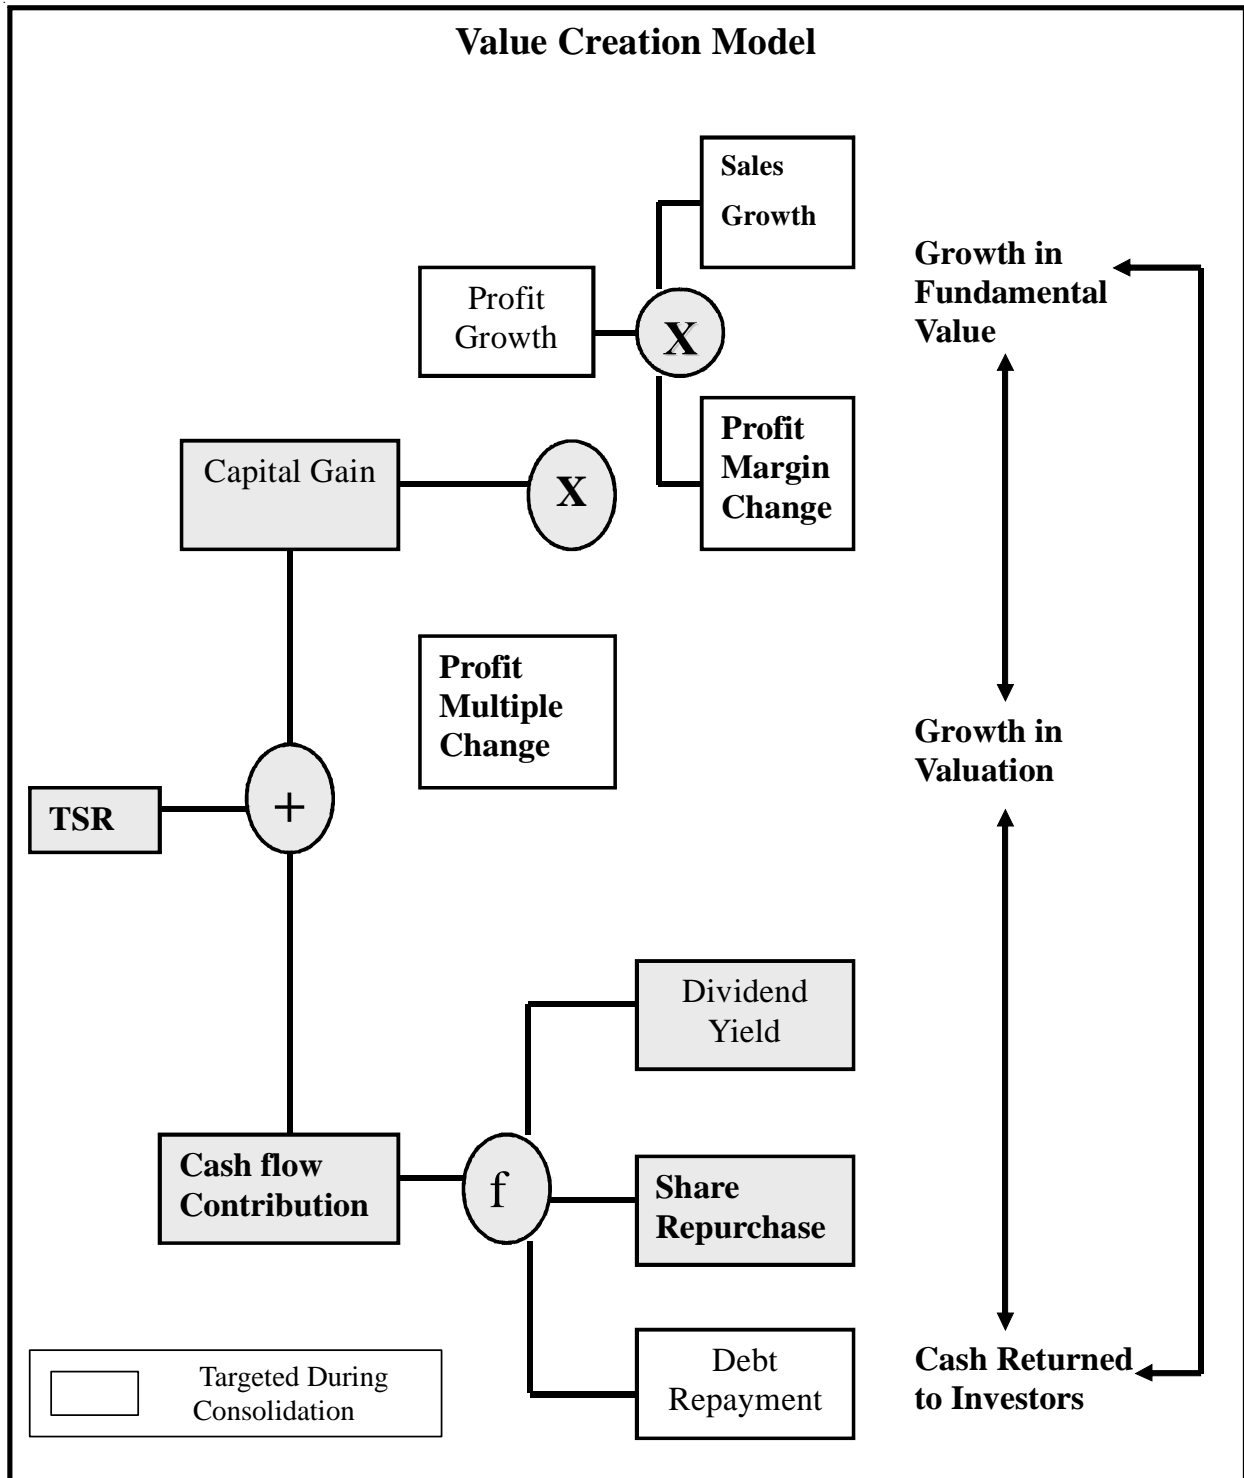 Value Creation Model
Sales
Growth
Growth in
Fundamental
Value
Profit
Growth
X
Profit
Margin
Change
Capital Gain
X
Profit
Multiple
Change
Growth in
Valuation
TSR
+
Dividend
Yield
Cash flow
Contribution
f
Share
Repurchase
Debt
Repayment
Cash Returned
to Investors
Targeted During
Consolidation